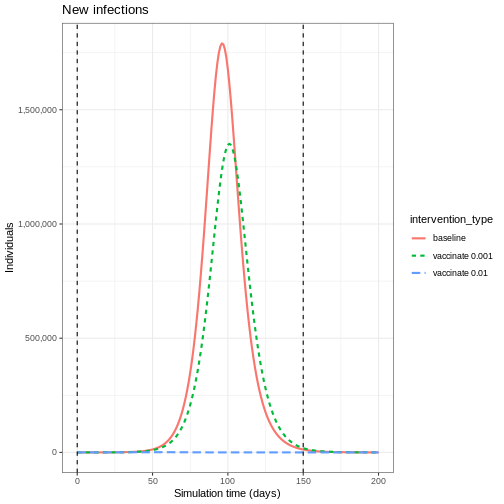 New infections
Individuals
1,500,000
1,000,000
500,000
0
0 50 100 150 200
Simulation time (days)
intervention_type
baseline
vaccinate 0.001
vaccinate 0.01